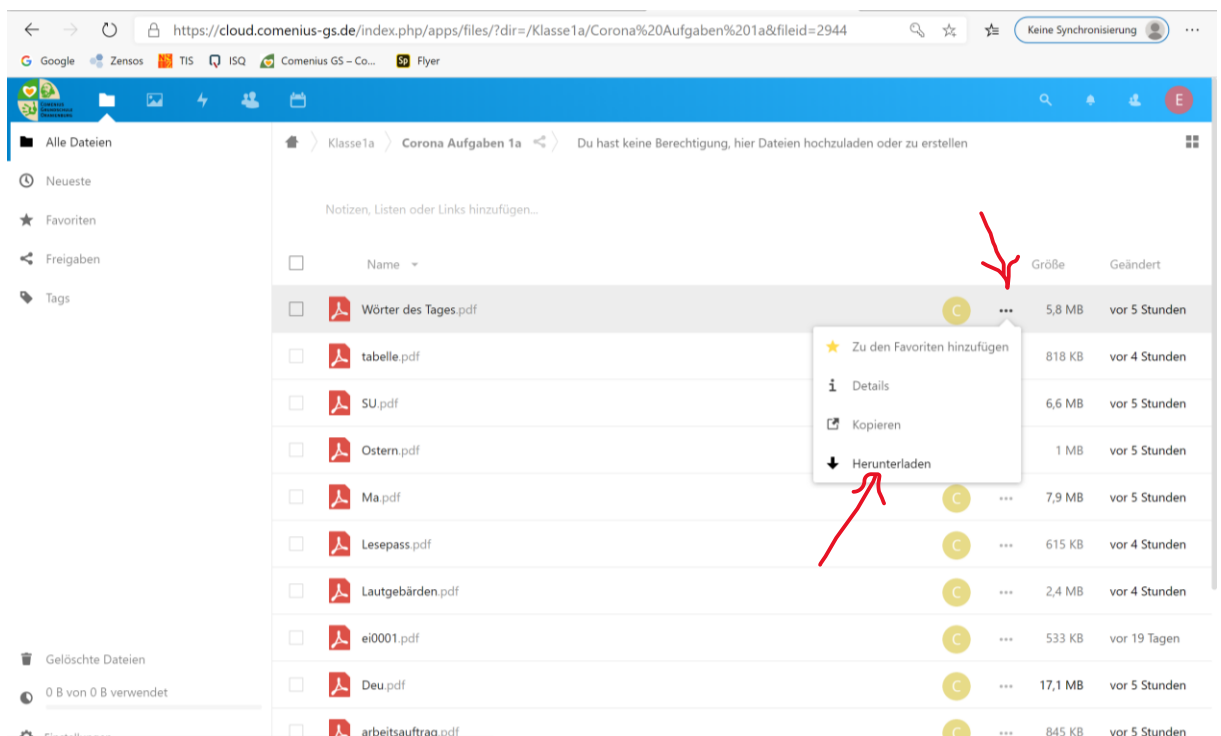 https://cloud.comenius-gs.de/index.php/apps/files/?dir=/Klasse1a/Corona%20Aufgaben%201a&fileid=2944
Keine Synchronisierung
Google Zensos TIS ISQ Comenius GS – Co... Sp Flyer
E
Alle Dateien
Klasse1a Corona Aufgaben 1a Du hast keine Berechtigung, hier Dateien hochzuladen oder zu erstellen
Neueste
Notizen, Listen oder Links hinzufügen...
Favoriten
Freigaben
Name Größe Geändert
Tags
Wörter des Tages.pdf C ... 5,8 MB vor 5 Stunden
Zu den Favoriten hinzufügen
tabelle.pdf 818 KB vor 4 Stunden
Details
SU.pdf 6,6 MB vor 5 Stunden
Kopieren
Ostern.pdf 1 MB vor 5 Stunden
Herunterladen
Ma.pdf C ... 7,9 MB vor 5 Stunden
Lesepass.pdf C ... 615 KB vor 4 Stunden
Lautgebärden.pdf C ... 2,4 MB vor 4 Stunden
ei0001.pdf C ... 533 KB vor 19 Tagen
Gelöschte Dateien
Deu.pdf C ... 17,1 MB vor 5 Stunden
0 B von 0 B verwendet
arbeitsauftrag.pdf C ... 845 KB vor 5 Stunden